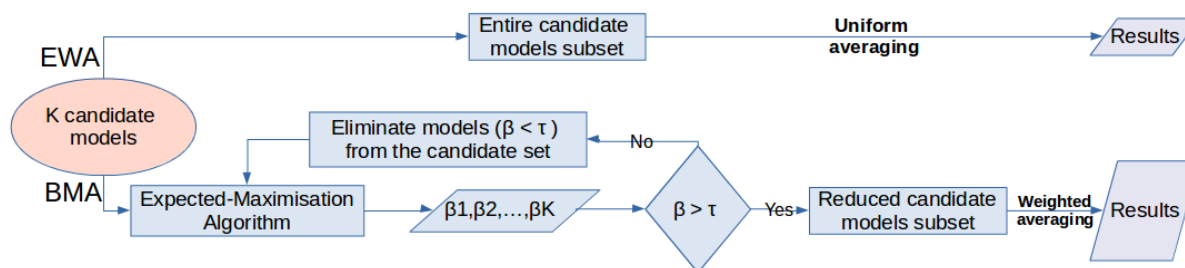 EWA
Entire candidate
models subset
Uniform
averaging
Results
K candidate
models
Eliminate models (β < τ )
from the candidate set
No
BMA
Expected-Maximisation
Algorithm
β1,β2,…,βK
β > τ
Yes
Reduced candidate
models subset
Weighted
averaging
Results